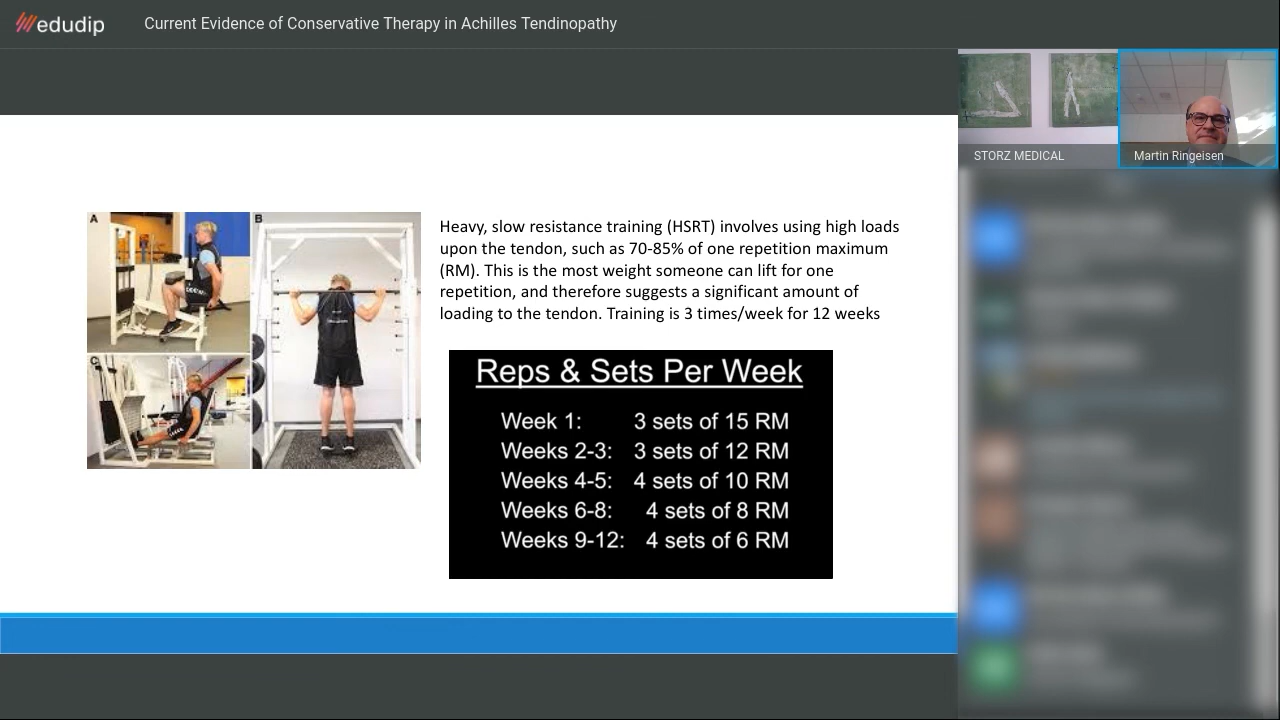 edudip
Current Evidence of Conservative Therapy in Achilles Tendinopathy
STORZ MEDICAL
Martin Ringeisen
A
B
C
Heavy, slow resistance training (HSRT) involves using high loads
upon the tendon, such as 70-85% of one repetition maximum
(RM). This is the most weight someone can lift for one
repetition, and therefore suggests a significant amount of
loading to the tendon. Training is 3 times/week for 12 weeks
Reps & Sets Per Week
Week 1: 3 sets of 15 RM
Weeks 2-3: 3 sets of 12 RM
Weeks 4-5: 4 sets of 10 RM
Weeks 6-8: 4 sets of 8 RM
Weeks 9-12: 4 sets of 6 RM